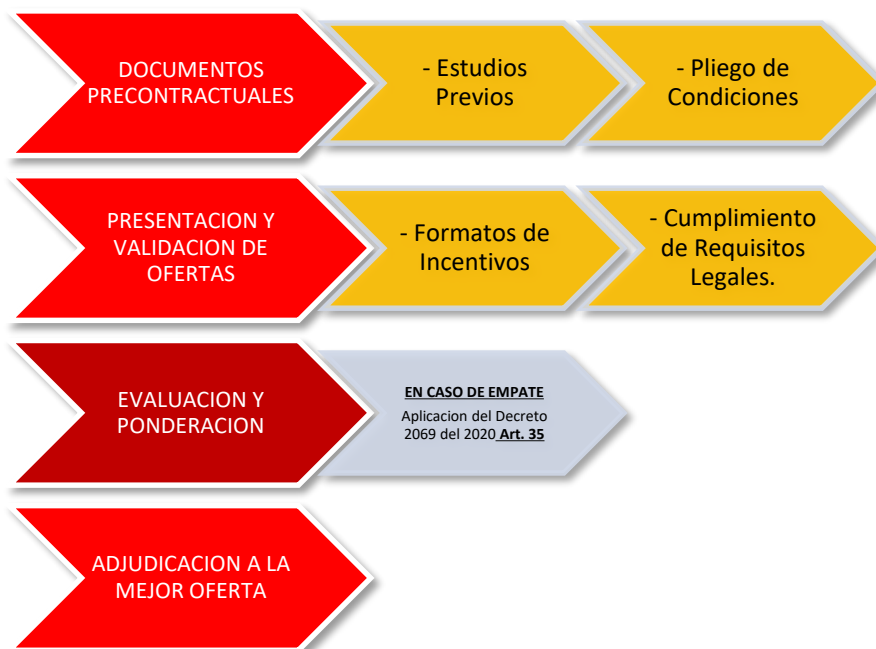 DOCUMENTOS
PRECONTRACTUALES
- Estudios
Previos
- Pliego de
Condiciones
PRESENTACION Y
VALIDACION DE
OFERTAS
- Formatos de
Incentivos
- Cumplimiento
de Requisitos
Legales.
EVALUACION Y
PONDERACION
EN CASO DE EMPATE
Aplicacion del Decreto
2069 del 2020 Art. 35
ADJUDICACION A LA
MEJOR OFERTA